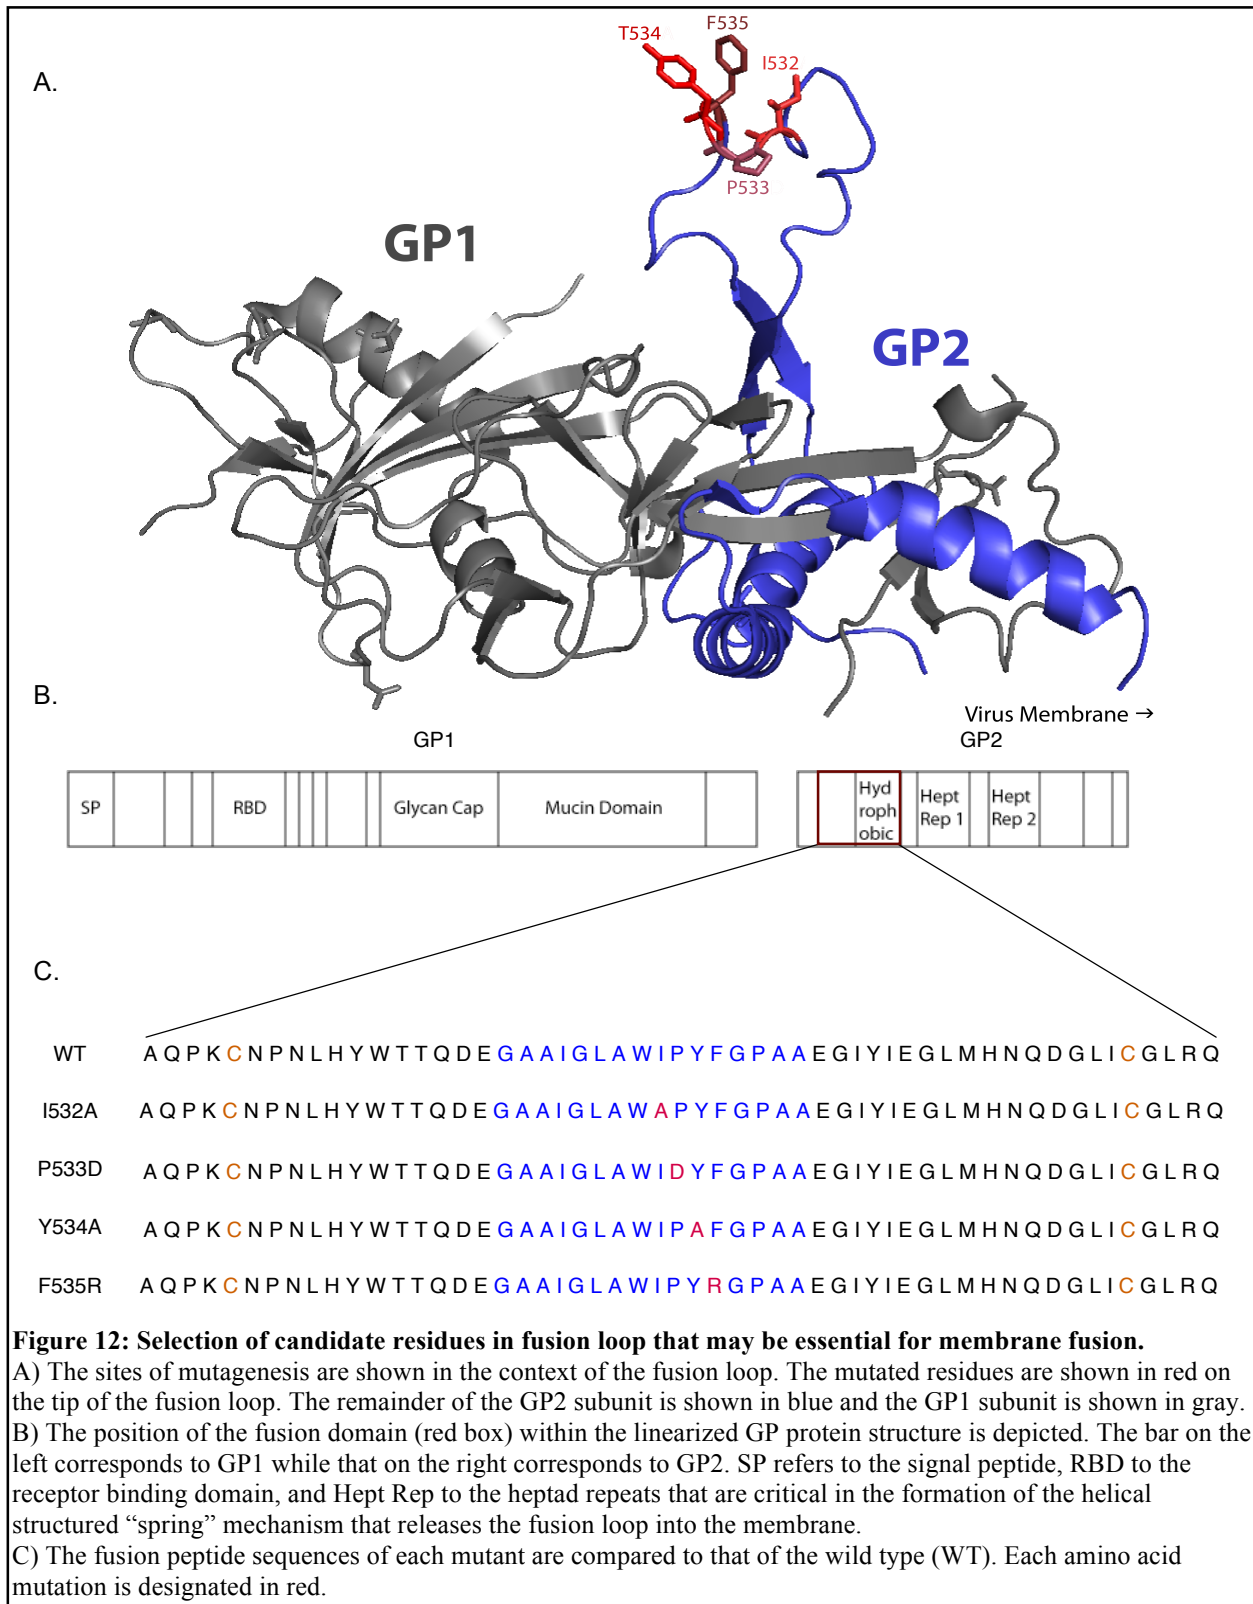 A.
T534
F535
I532
P533
GP1
GP2
B.
Virus Membrane →
GP1
GP2
SP
RBD
Glycan Cap
Mucin Domain
Hyd
roph
obic
Hept
Rep 1
Hept
Rep 2
C.
WT AQPKCNPNLHYWTTQDEGAAIGLAWIPYFGPAAEGIYIEGLMHNQDGLICGLRQ
I532A AQPKCNPNLHYWTTQDEGAAIGLAWAPYFGPAAEGIYIEGLMHNQDGLICGLRQ
P533D AQPKCNPNLHYWTTQDEGAAIGLAWIDYFGPAAEGIYIEGLMHNQDGLICGLRQ
Y534A AQPKCNPNLHYWTTQDEGAAIGLAWIPAFGPAAEGIYIEGLMHNQDGLICGLRQ
F535R AQPKCNPNLHYWTTQDEGAAIGLAWIPYRGPAAEGIYIEGLMHNQDGLICGLRQ
Figure 12: Selection of candidate residues in fusion loop that may be essential for membrane fusion.
A) The sites of mutagenesis are shown in the context of the fusion loop. The mutated residues are shown in red on
the tip of the fusion loop. The remainder of the GP2 subunit is shown in blue and the GP1 subunit is shown in gray.
B) The position of the fusion domain (red box) within the linearized GP protein structure is depicted. The bar on the
left corresponds to GP1 while that on the right corresponds to GP2. SP refers to the signal peptide, RBD to the
receptor binding domain, and Hept Rep to the heptad repeats that are critical in the formation of the helical
structured “spring” mechanism that releases the fusion loop into the membrane.
C) The fusion peptide sequences of each mutant are compared to that of the wild type (WT). Each amino acid
mutation is designated in red.